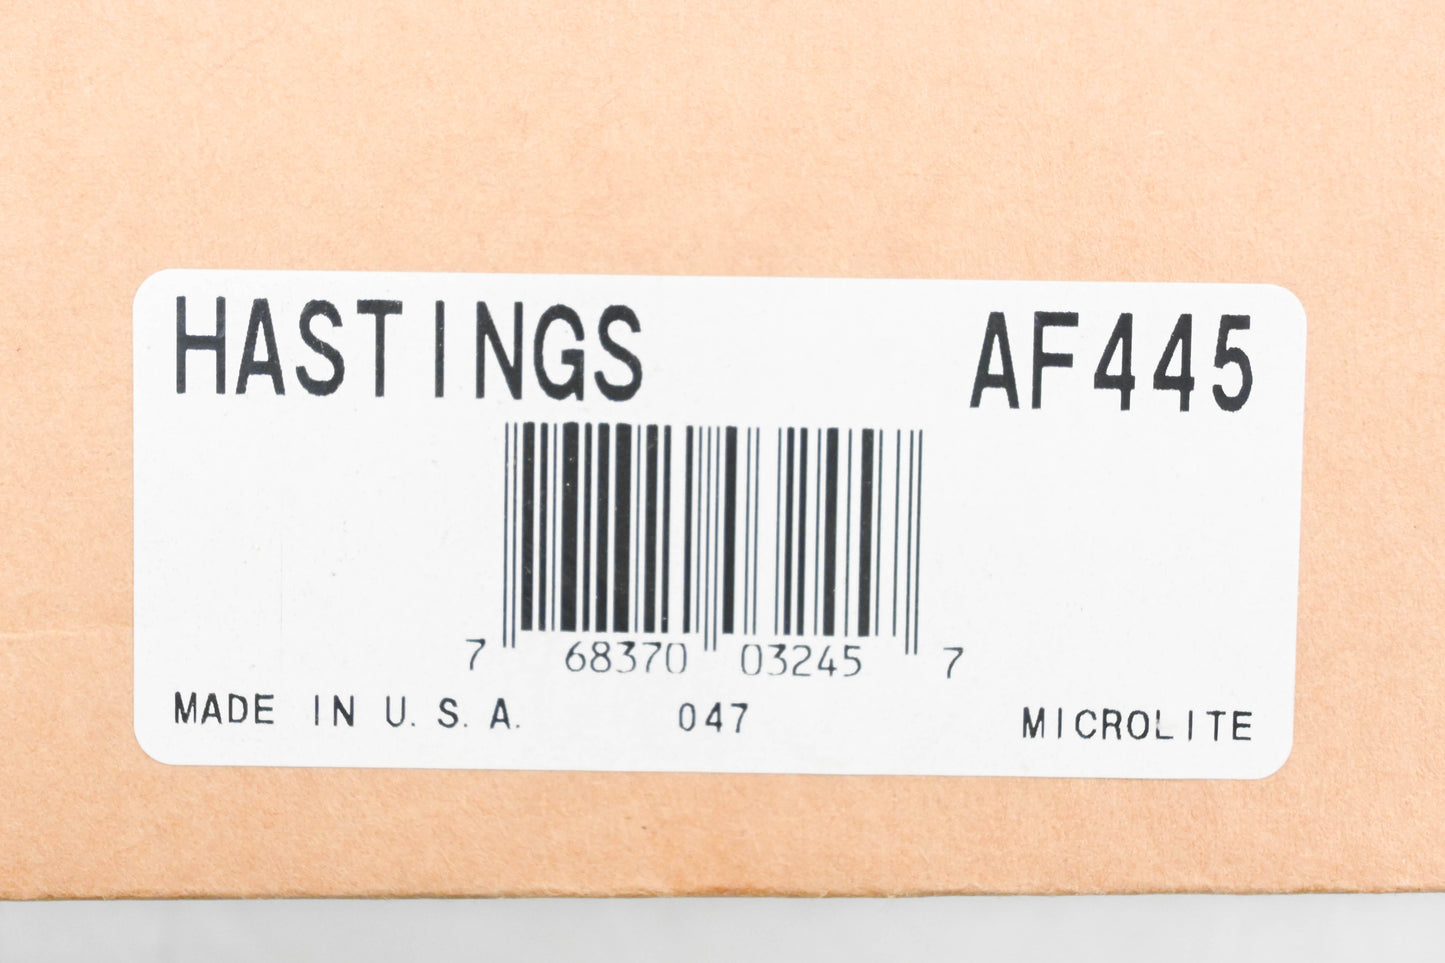 HASTINGS AF445
7 68370 03245 7
MADE IN U.S.A. 047 MICROLITE